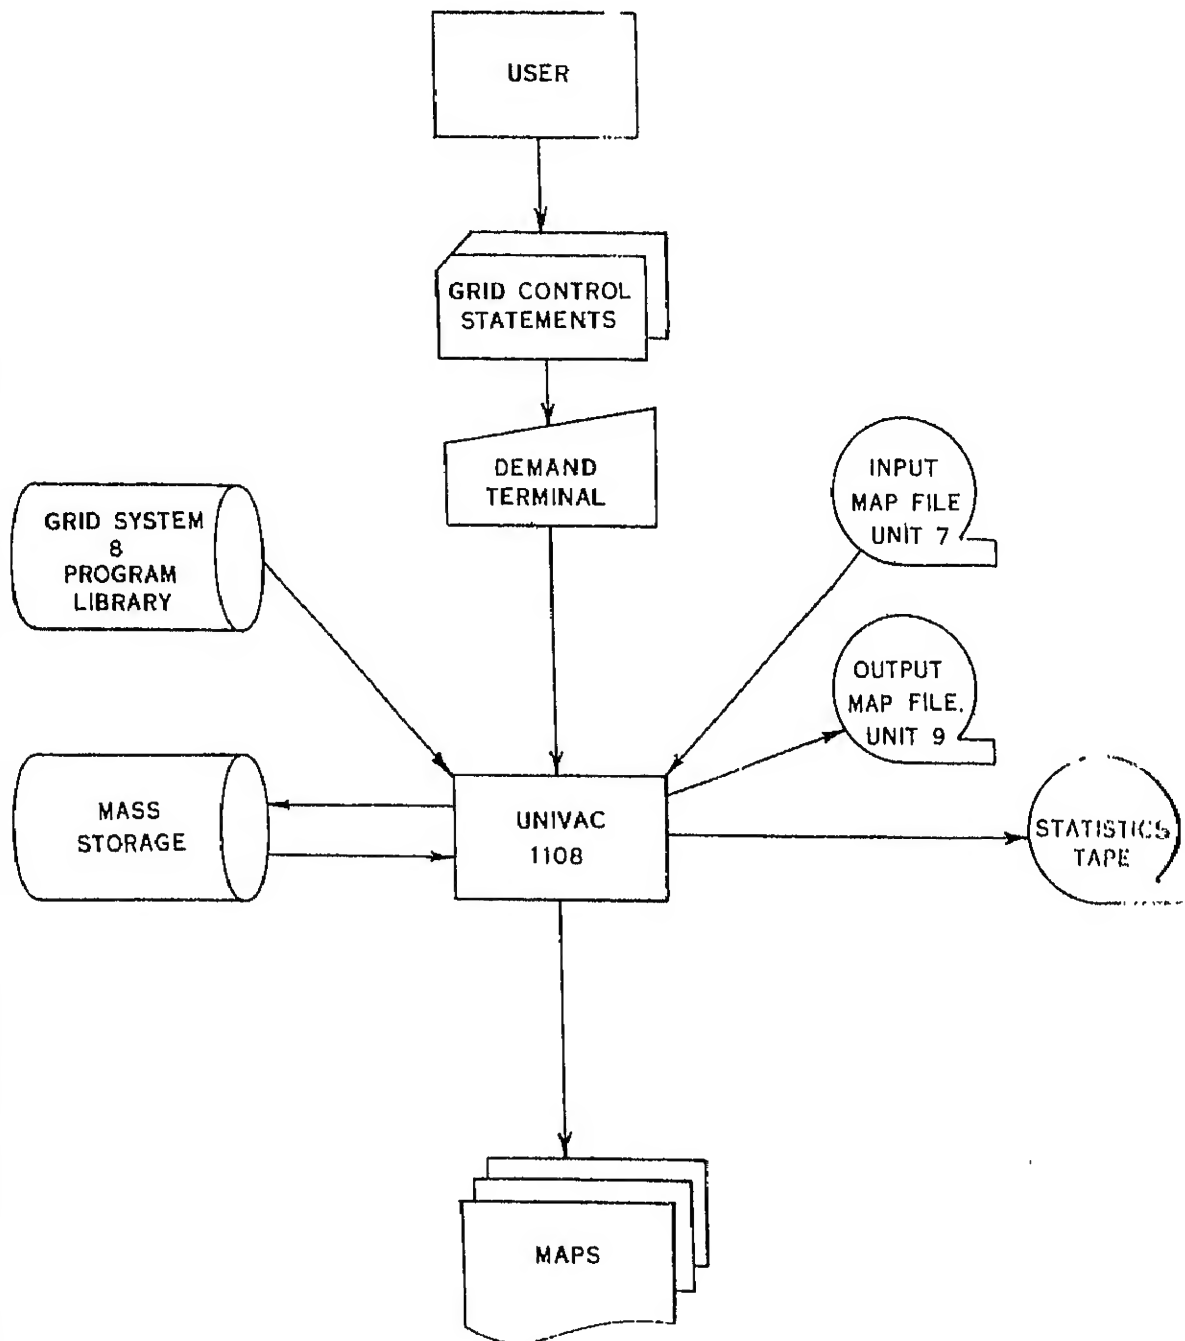 USER
GRID CONTROL
STATEMENTS
DEMAND
TERMINAL
INPUT
MAP FILE
UNIT 7
GRID SYSTEM
8
PROGRAM
LIBRARY
OUTPUT
MAP FILE,
UNIT 9
MASS
STORAGE
UNIVAC
1108
STATISTICS
TAPE
MAPS